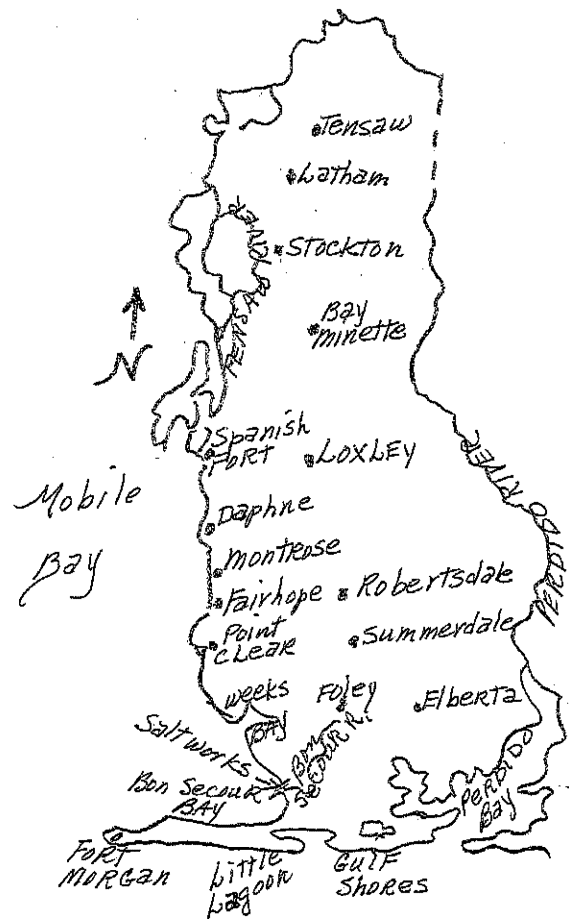 Tensaw
Latham
TENSAW RIVER
Stockton
Bay
Minette
N
Spanish
FORT
LOXLEY
PERDIDO RIVER
Mobile
Bay
Daphne
Montrose
Fairhope
Robertsdale
Point
CLEAR
Summerdale
Weeks
BAY
Foley
Elberta
Saltworks
BON
SECOUR R.
Bon Secour
BAY
PERDIDO
Bay
FORT
MORGAN
Little
Lagoon
GULF
SHORES